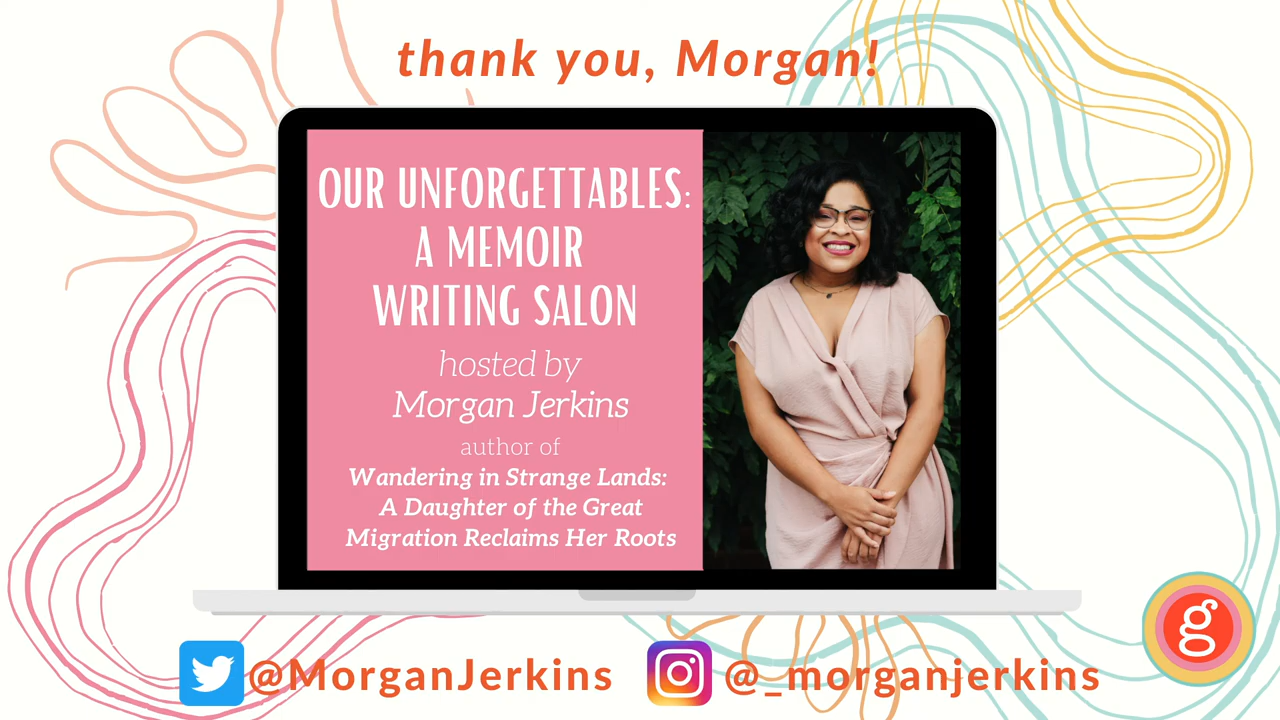 thank you, Morgan!
OUR UNFORGETTABLES:
A MEMOIR
WRITING SALON
hosted by
Morgan Jerkins
author of
Wandering in Strange Lands:
A Daughter of the Great
Migration Reclaims Her Roots
@MorganJerkins
@_morganjerkins
g